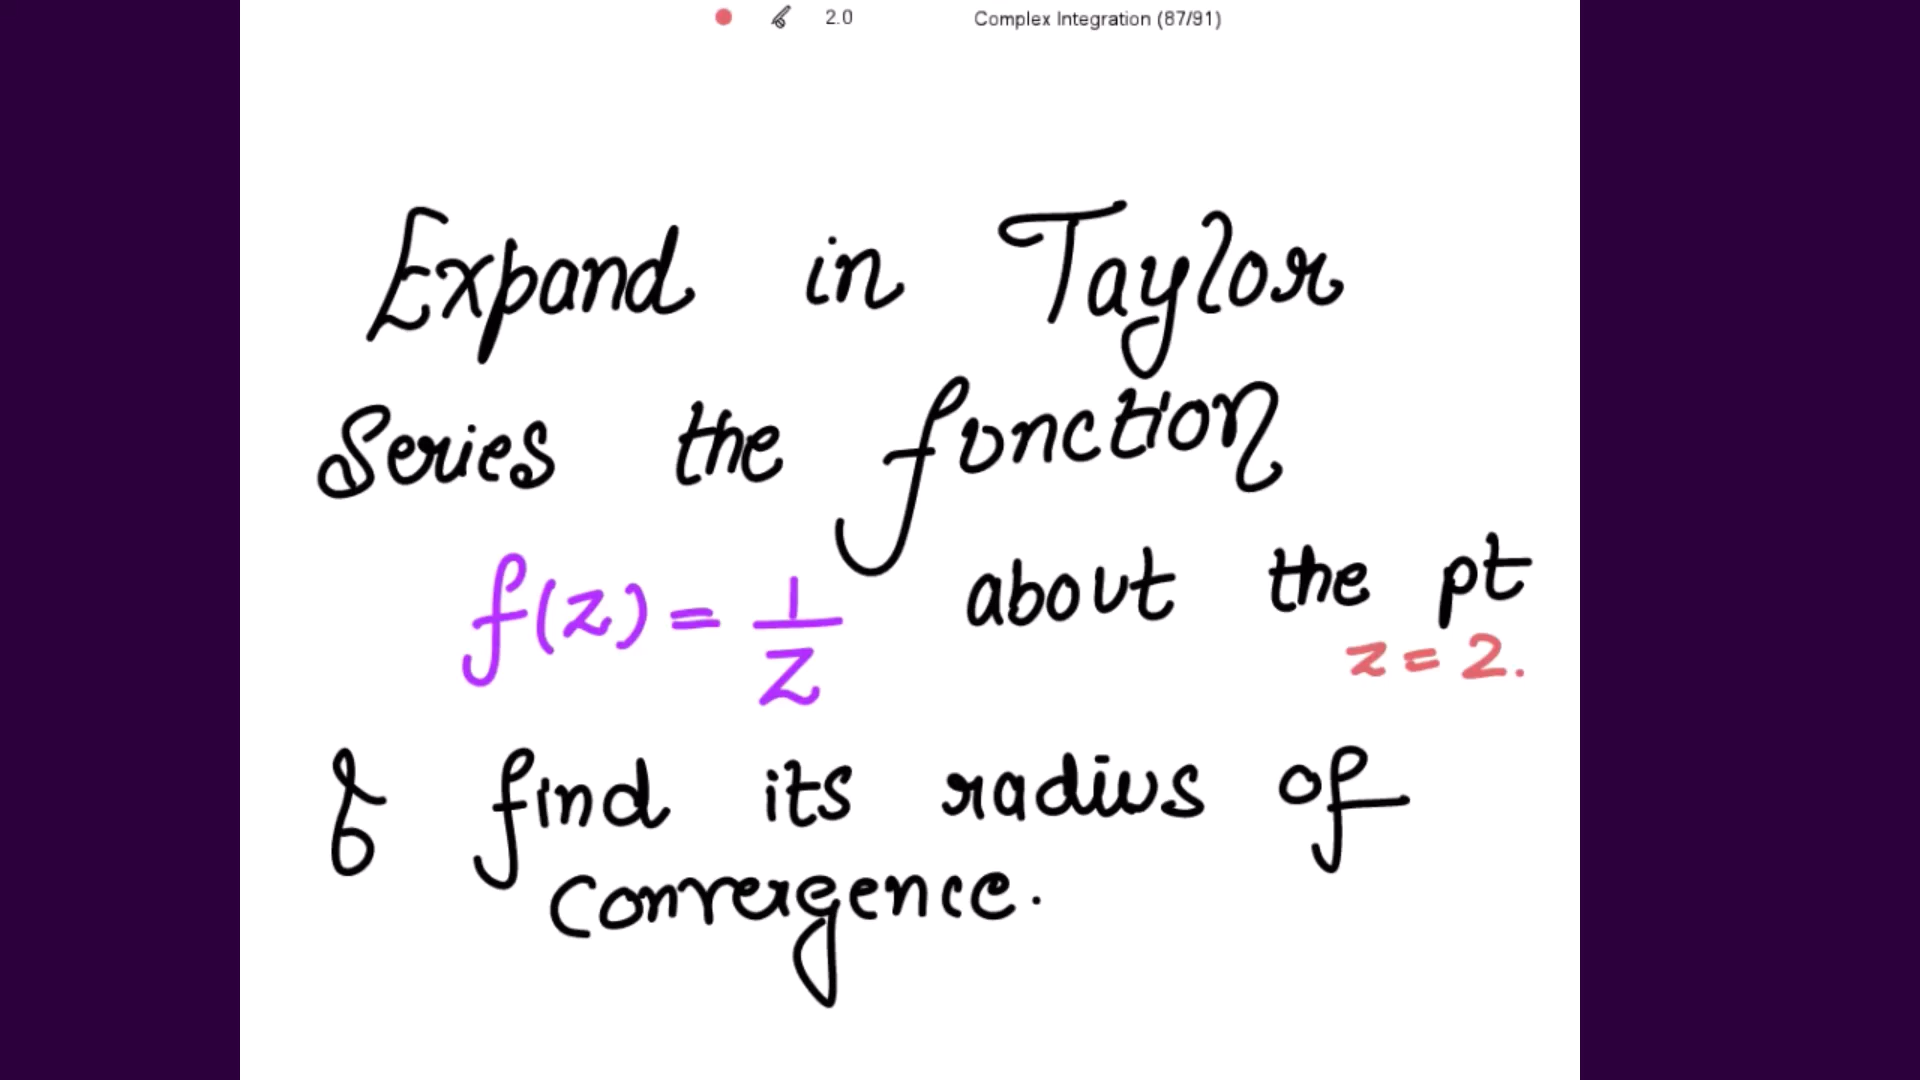 2.0 Complex Integration (87/91)
Expand in Taylor
Series the function
f(z) = 1/z about the pt
z = 2.
& find its radius of
convergence.